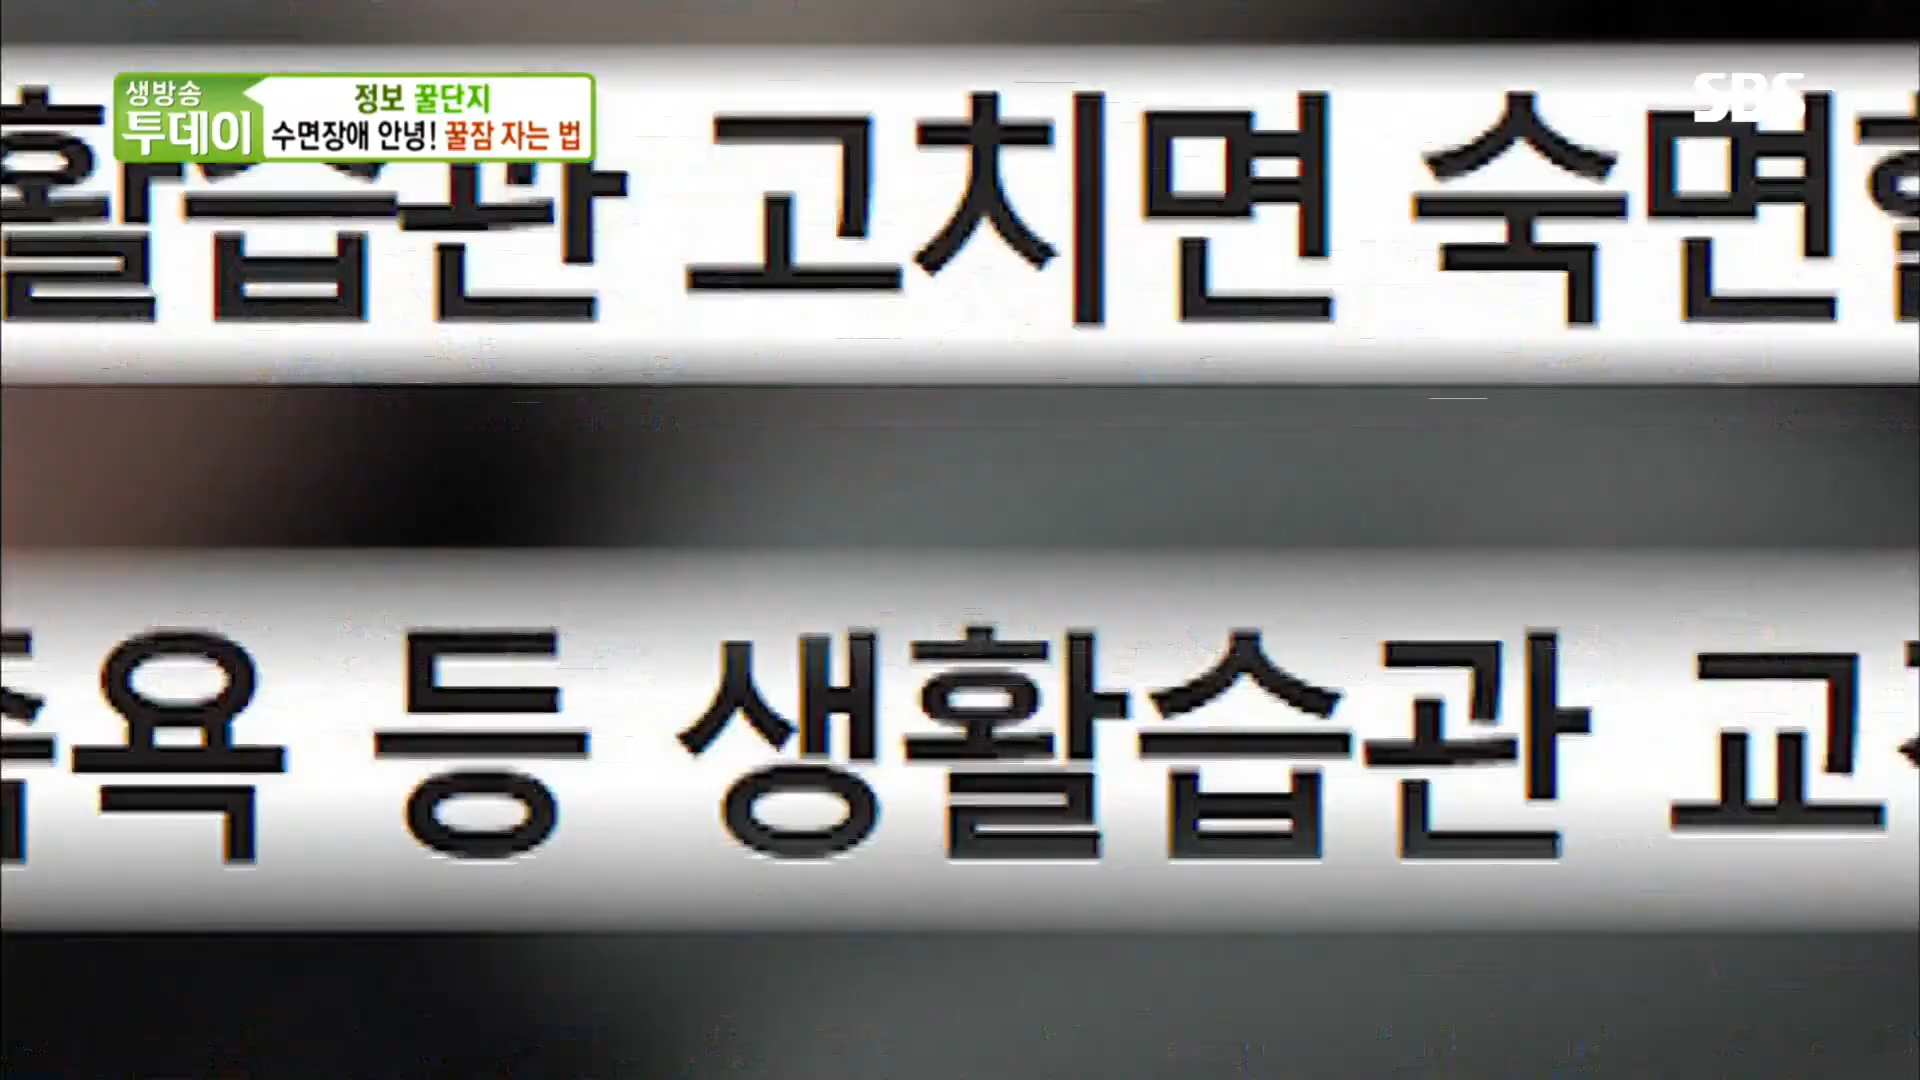 생방송 투데이
정보 꿀단지
수면장애 안녕! 꿀잠 자는 법
SBS
활습관 고치면 숙면
욕 등 생활습관